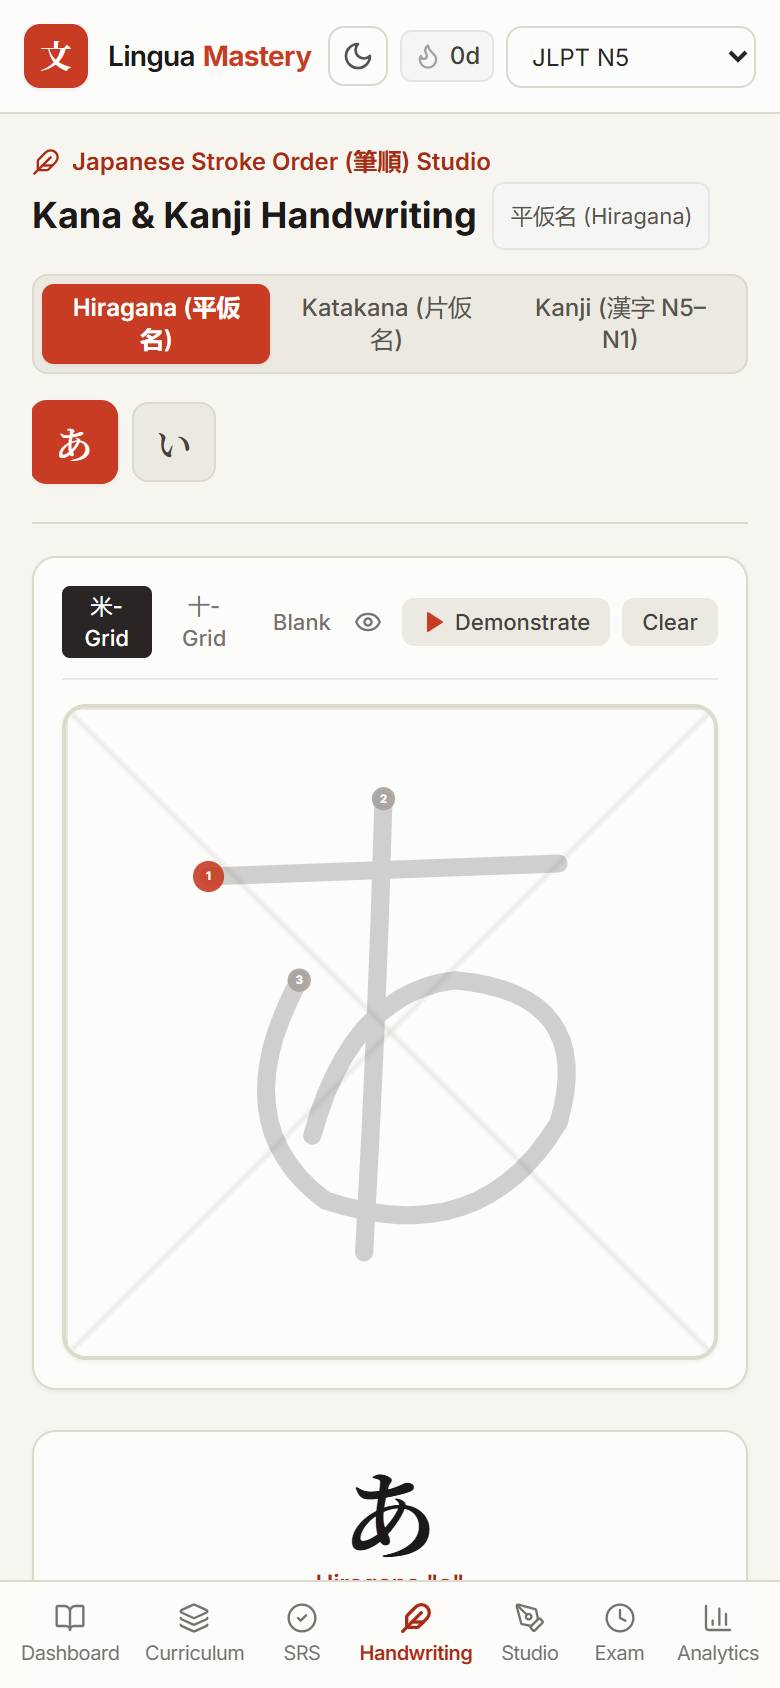 文 Lingua Mastery 0d JLPT N5
Japanese Stroke Order (筆順) Studio
Kana & Kanji Handwriting 平仮名 (Hiragana)
Hiragana (平仮
名)
Katakana (片仮
名)
Kanji (漢字 N5–
N1)
あ い
米-
Grid
十-
Grid
Blank
Demonstrate
Clear
2
1
3
あ
Hiragana "a"
Dashboard Curriculum SRS Handwriting Studio Exam Analytics